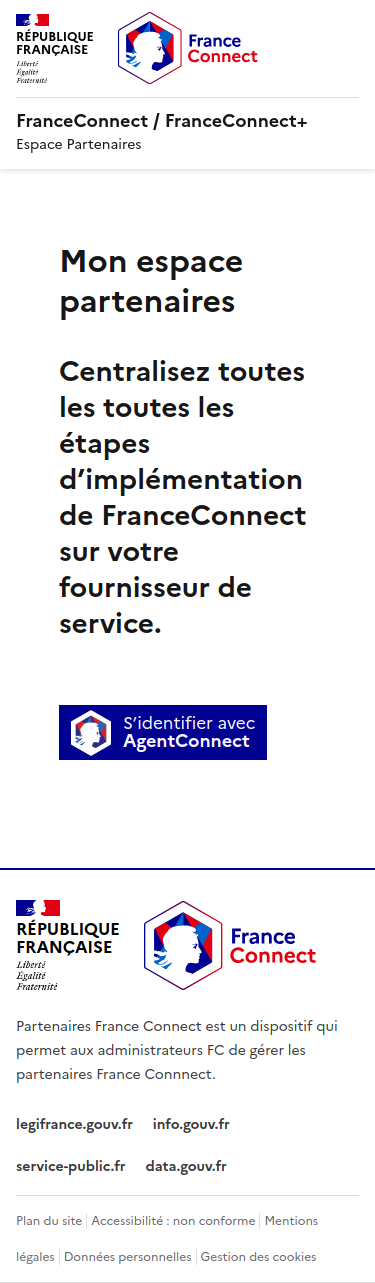 RÉPUBLIQUE
FRANÇAISE
Liberté
Égalité
Fraternité
France
Connect
FranceConnect / FranceConnect+
Espace Partenaires
Mon espace
partenaires
Centralisez toutes
les toutes les
étapes
d’implémentation
de FranceConnect
sur votre
fournisseur de
service.
S’identifier avec
AgentConnect
RÉPUBLIQUE
FRANÇAISE
Liberté
Égalité
Fraternité
France
Connect
Partenaires France Connect est un dispositif qui
permet aux administrateurs FC de gérer les
partenaires France Connnect.
legifrance.gouv.fr info.gouv.fr
service-public.fr data.gouv.fr
Plan du site Accessibilité : non conforme Mentions
légales Données personnelles Gestion des cookies